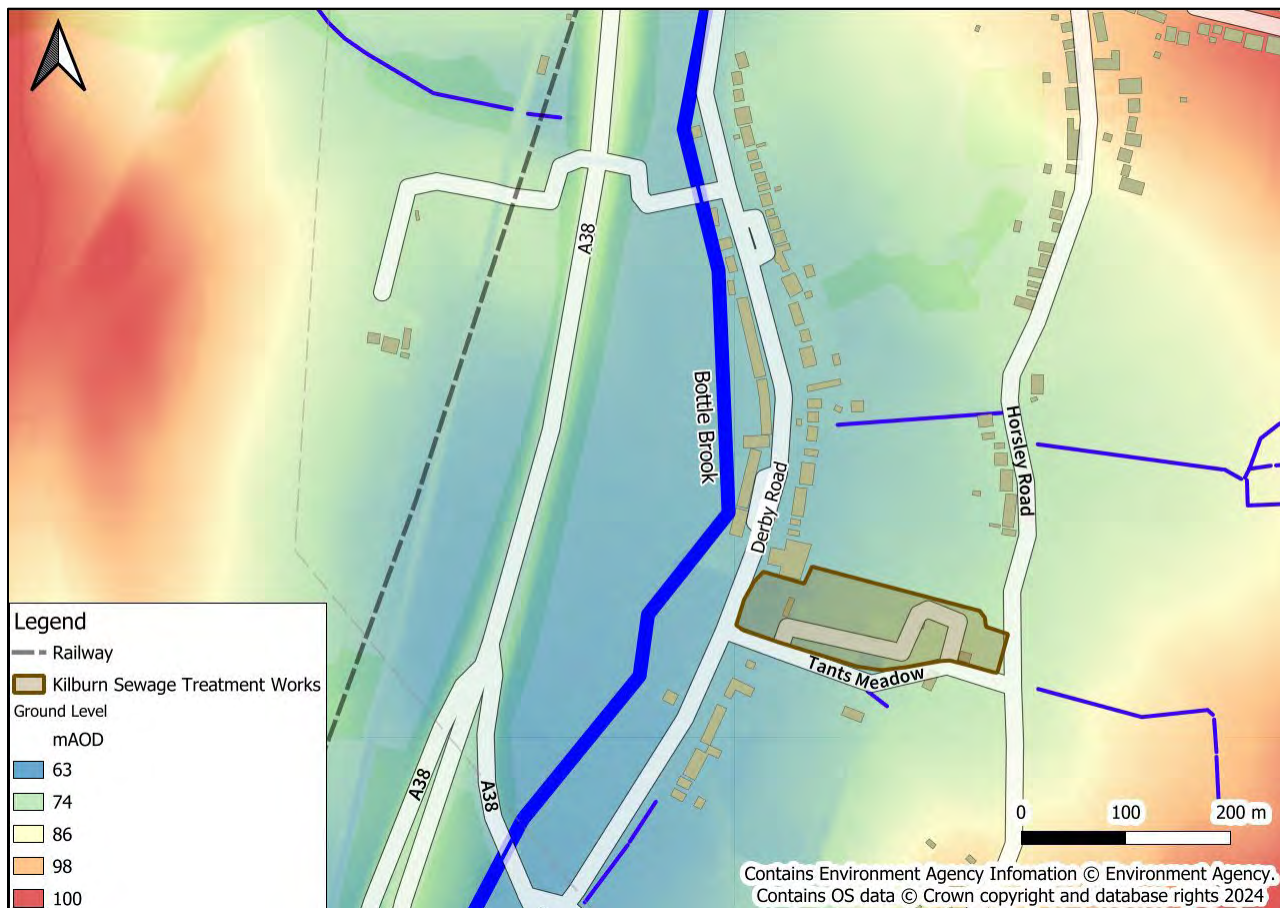 A38
Bottle Brook
Derby Road
Horsley Road
Tants Meadow
A38
A38
Legend
Railway
Kilburn Sewage Treatment Works
Ground Level
mAOD
63
74
86
98
100
0 100 200 m
Contains Environment Agency Infomation © Environment Agency.
Contains OS data © Crown copyright and database rights 2024